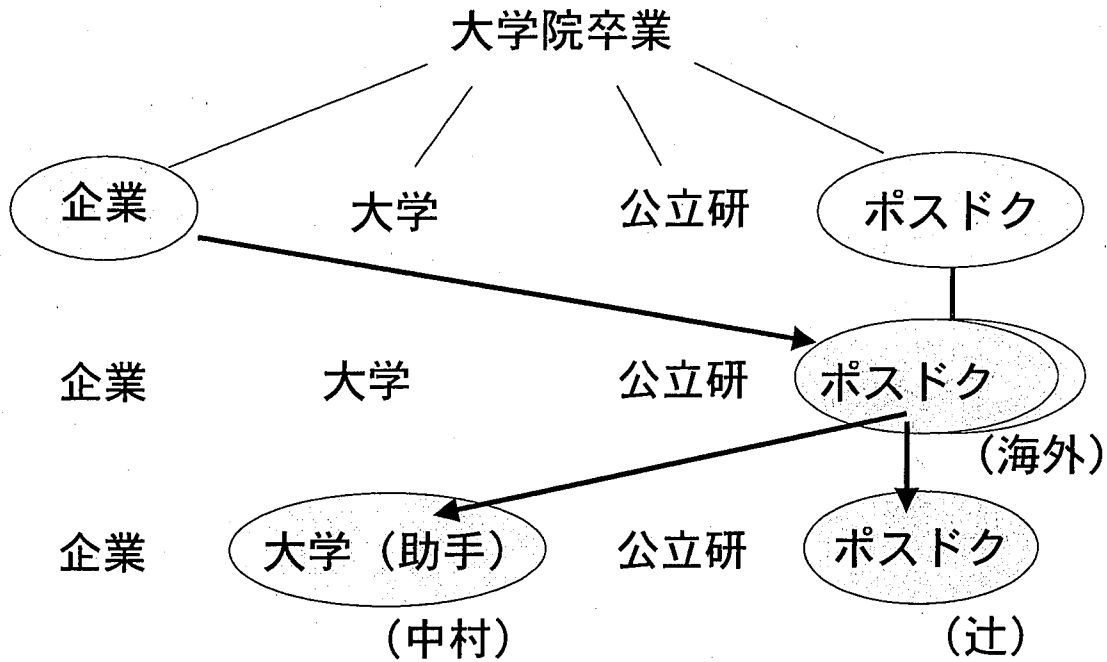 大学院卒業
企業 大学 公立研 ポスドク
企業 大学 公立研 ポスドク
(海外)
企業 大学（助手） 公立研 ポスドク
(中村) (辻)